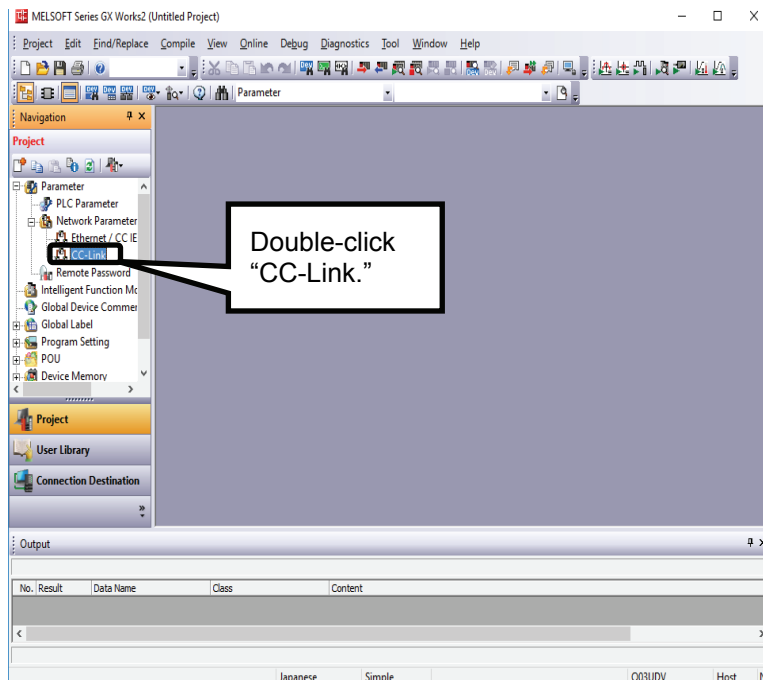 MELSOFT Series GX Works2 (Untitled Project)
Project Edit Find/Replace Compile View Online Debug Diagnostics Tool Window Help
Parameter
Navigation
Project
Parameter
PLC Parameter
Network Parameter
Ethernet / CC IE
CC-Link
Remote Password
Intelligent Function Mo
Global Device Commer
Global Label
Program Setting
POU
Device Memory
Double-click
“CC-Link.”
Project
User Library
Connection Destination
Output
No. Result Data Name Class Content
Japanese Simple Q03UDV Host